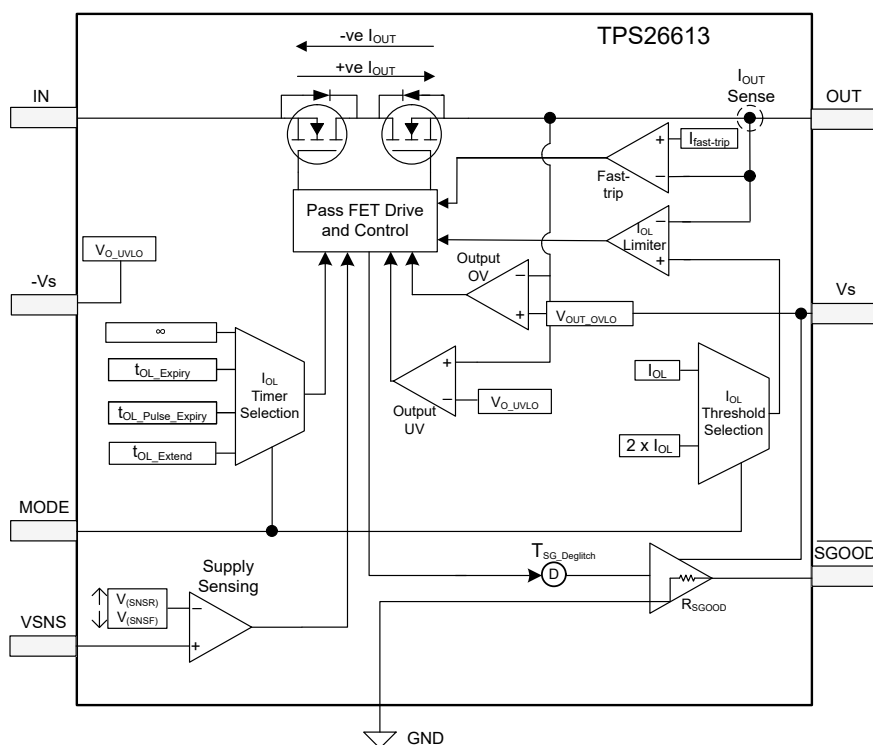 TPS26613
-ve IOUT
+ve IOUT
IN
IOUT
Sense
OUT
+
Ifast-trip
−
Fast-
trip
Pass FET Drive
and Control
−
IOL
Limiter
+
VO_UVLO
-Vs
Output
OV
−
+
VOUT_OVLO
Vs
∞
tOL_Expiry
tOL_Pulse_Expiry
tOL_Extend
IOL
Timer
Selection
+
−
Output
UV
VO_UVLO
IOL
2 x IOL
IOL
Threshold
Selection
MODE
TSG_Deglitch
D
RSGOOD
SGOOD
Supply
Sensing
V(SNSR)
V(SNSF)
−
+
VSNS
GND